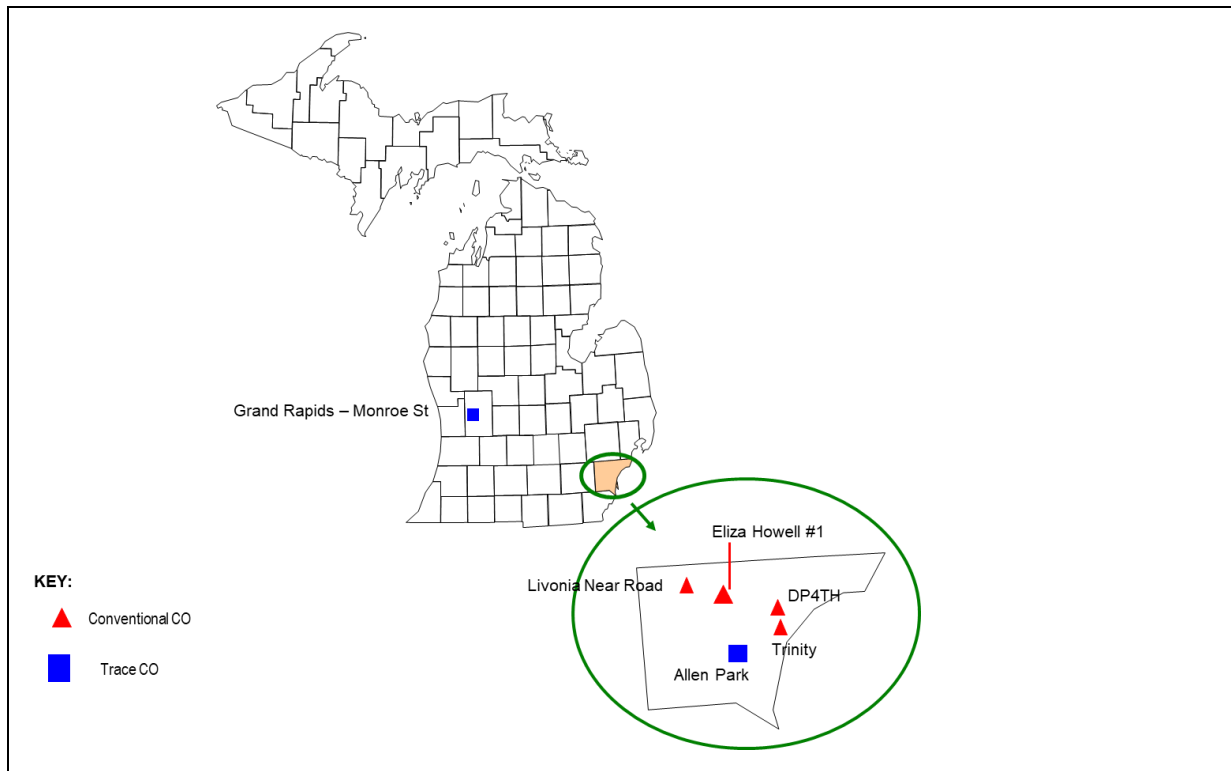 Grand Rapids – Monroe St
Eliza Howell #1
Livonia Near Road
DP4TH
Trinity
Allen Park
KEY:
Conventional CO
Trace CO